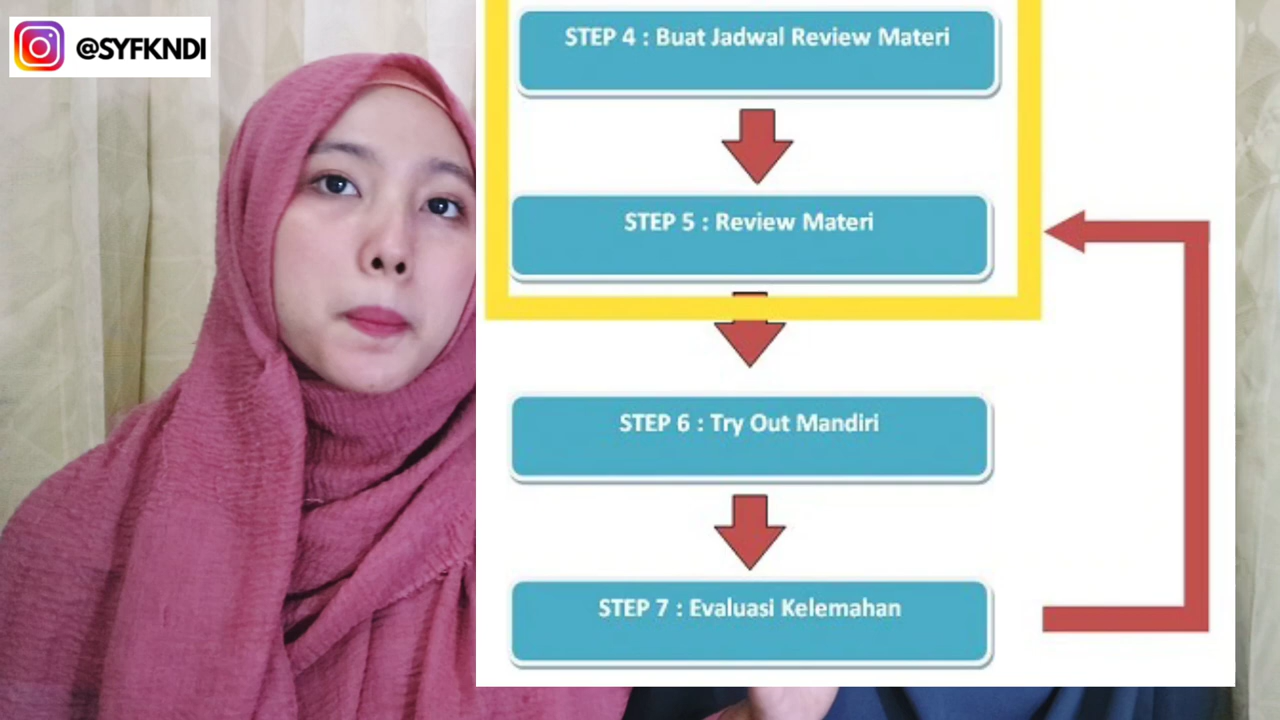 @SYFKNDI
STEP 4 : Buat Jadwal Review Materi
STEP 5 : Review Materi
STEP 6 : Try Out Mandiri
STEP 7 : Evaluasi Kelemahan